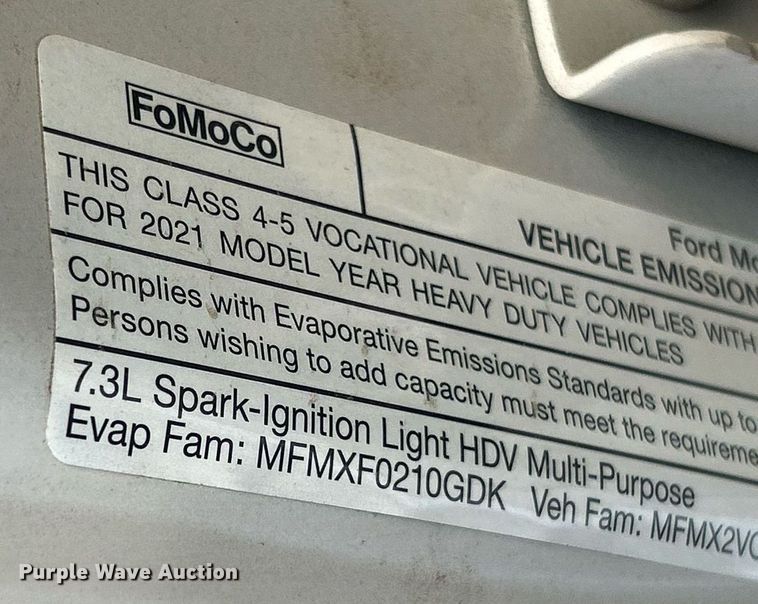 FoMoCo
Ford Mo
VEHICLE EMISSION
THIS CLASS 4-5 VOCATIONAL VEHICLE COMPLIES WITH
FOR 2021 MODEL YEAR HEAVY DUTY VEHICLES
Complies with Evaporative Emissions Standards with up to
Persons wishing to add capacity must meet the requireme
7.3L Spark-Ignition Light HDV Multi-Purpose
Evap Fam: MFMXF0210GDK Veh Fam: MFMX2VO
Purple Wave Auction